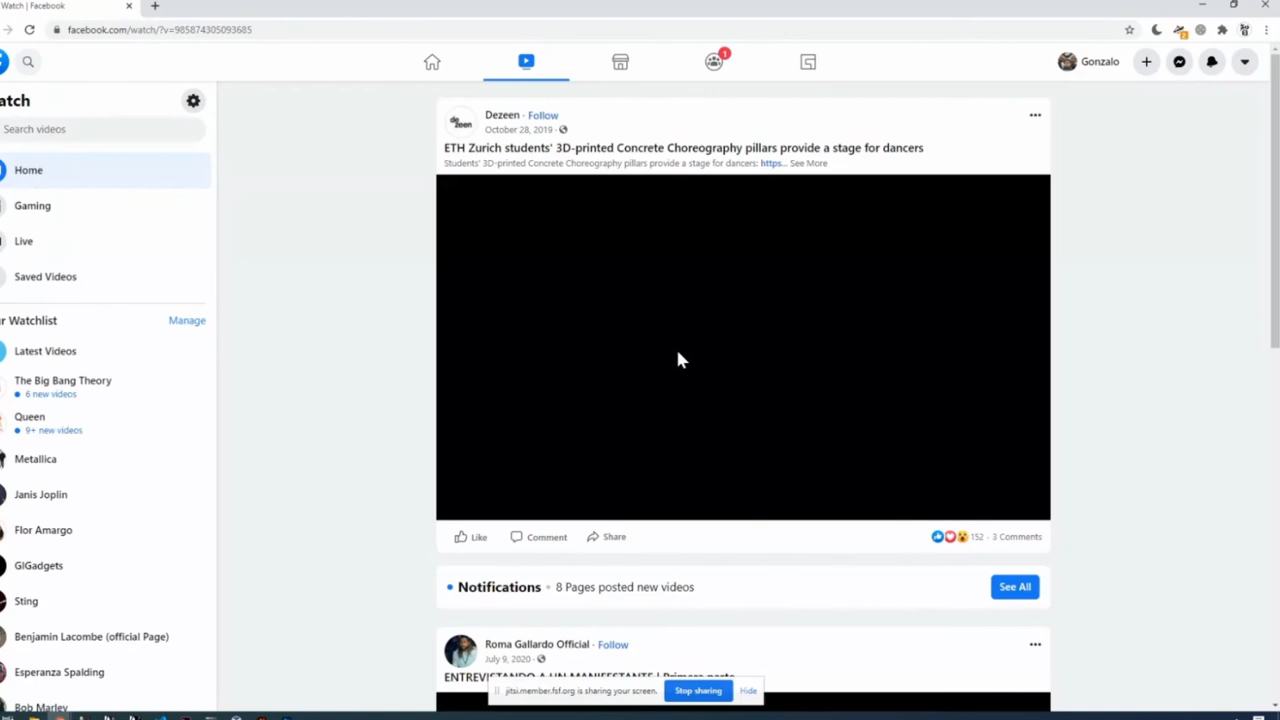 Watch | Facebook
facebook.com/watch/?v=985874305093685
1
Gonzalo
atch
Search videos
Home
Gaming
Live
Saved Videos
r Watchlist
Manage
Latest Videos
The Big Bang Theory
6 new videos
Queen
9+ new videos
Metallica
Janis Joplin
Flor Amargo
GIGadgets
Sting
Benjamin Lacombe (official Page)
Esperanza Spalding
Bob Marley
de zeen
Dezeen · Follow
October 28, 2019 ·
ETH Zurich students' 3D-printed Concrete Choreography pillars provide a stage for dancers
Students' 3D-printed Concrete Choreography pillars provide a stage for dancers: https... See More
Like
Comment
Share
152 · 3 Comments
Notifications • 8 Pages posted new videos
See All
Roma Gallardo Official · Follow
July 9, 2020 ·
ENTREVISTANDO A UN MANIFESTANTE | Primera parte
jitsi.member.fsf.org is sharing your screen.
Stop sharing
Hide